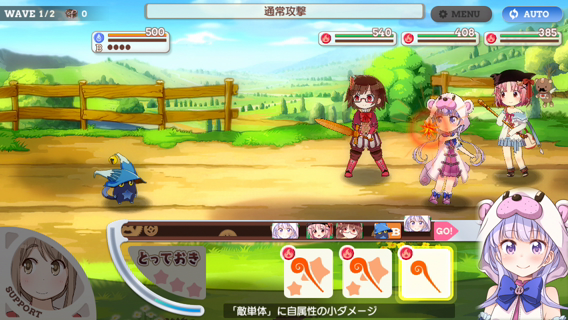 WAVE 1/2 0
通常攻撃
MENU
AUTO
500
B
540
408
385
B
GO!
とっておき
SUPPORT
「敵単体」に自属性の小ダメージ